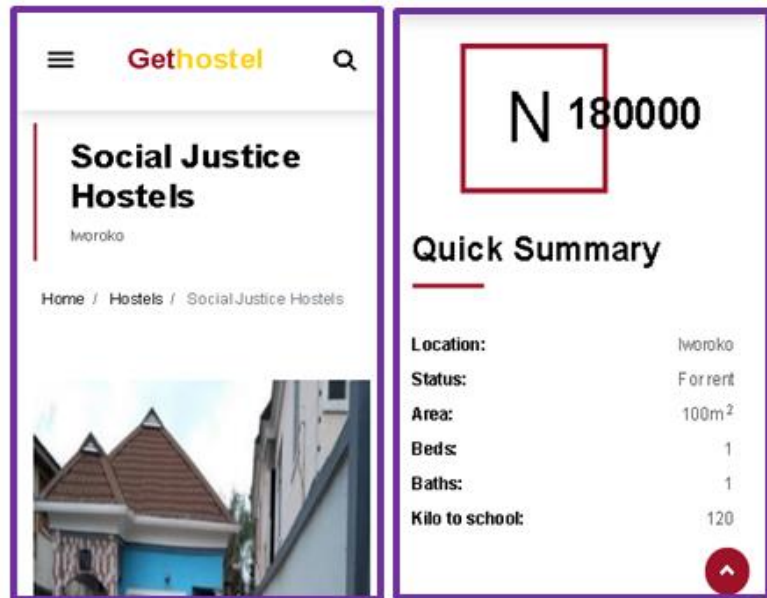 Gethostel
Social Justice
Hostels
Iworoko
Home / Hostels / Social Justice Hostels
N 180000
Quick Summary
Location: Iworoko
Status: For rent
Area: 100m²
Beds: 1
Baths: 1
Kilo to school: 120